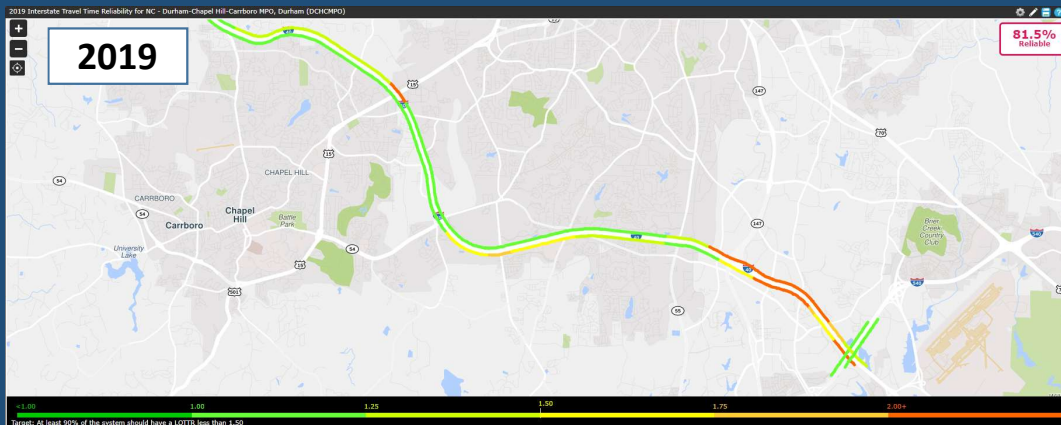 2019 Interstate Travel Time Reliability for NC - Durham-Chapel Hill-Carrboro MPO, Durham (DCHCMPO)
2019
81.5%
Reliable
40
15
147
70
15
54
CHAPEL HILL
CARRBORO
54
Carrboro
Chapel
Hill
Battle
Park
54
University
Lake
15
501
147
40
55
Brier
Creek
Country
Club
540
540
<1.00
1.00
1.25
1.50
1.75
2.00+
Target: At least 90% of the system should have a LOTTR less than 1.50